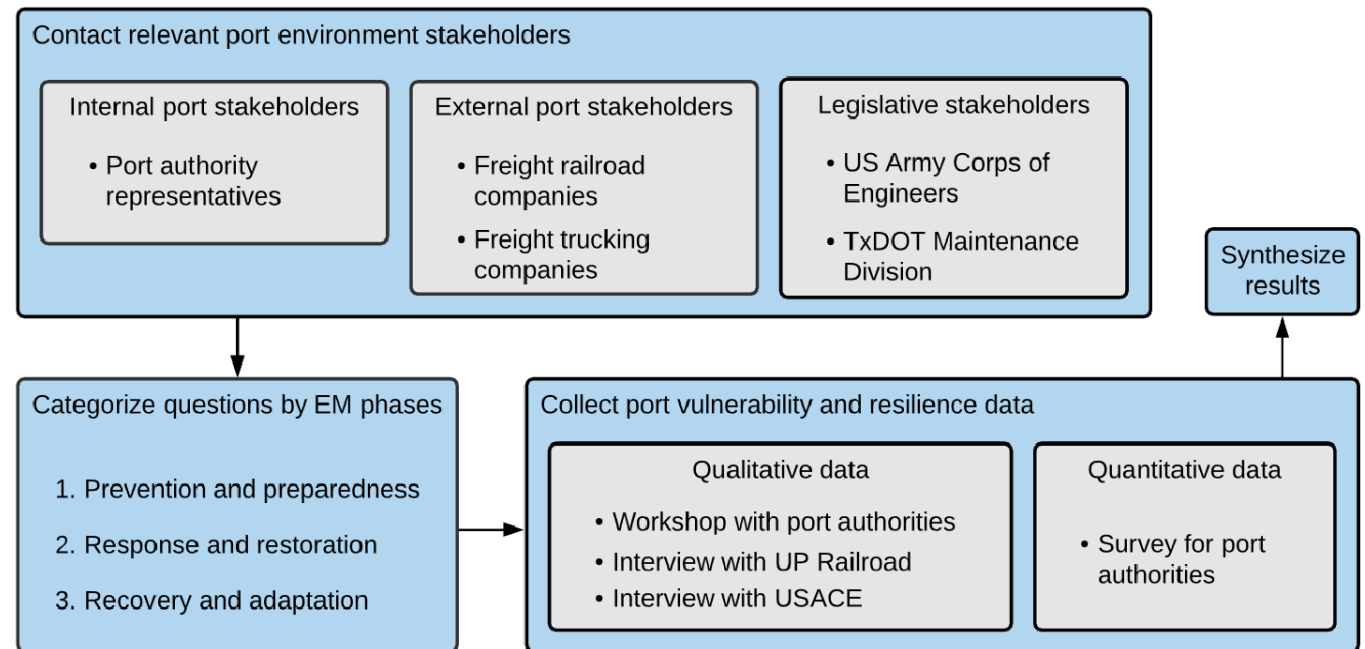 Contact relevant port environment stakeholders
Internal port stakeholders
• Port authority
representatives
External port stakeholders
• Freight railroad
companies
• Freight trucking
companies
Legislative stakeholders
• US Army Corps of
Engineers
• TxDOT Maintenance
Division
Categorize questions by EM phases
1. Prevention and preparedness
2. Response and restoration
3. Recovery and adaptation
Collect port vulnerability and resilience data
Qualitative data
• Workshop with port authorities
• Interview with UP Railroad
• Interview with USACE
Quantitative data
• Survey for port
authorities
Synthesize
results